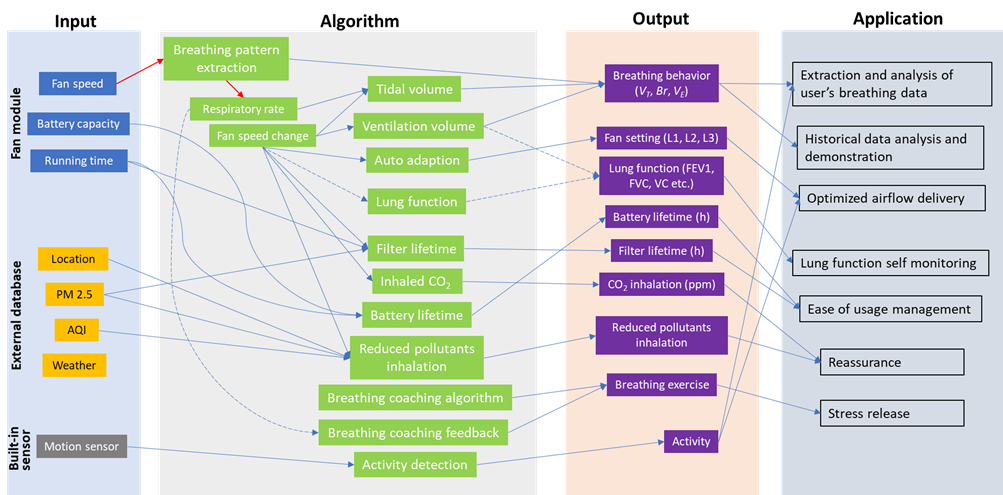 Input
Algorithm
Output
Application
Fan module
Fan speed
Battery capacity
Running time
External database
Location
PM 2.5
AQI
Weather
Built-in
sensor
Motion sensor
Breathing pattern
extraction
Respiratory rate
Fan speed change
Tidal volume
Ventilation volume
Auto adaption
Lung function
Filter lifetime
Inhaled CO₂
Battery lifetime
Reduced pollutants
inhalation
Breathing coaching algorithm
Breathing coaching feedback
Activity detection
Breathing behavior
(V_T, Br, V_E)
Fan setting (L1, L2, L3)
Lung function (FEV1,
FVC, VC etc.)
Battery lifetime (h)
Filter lifetime (h)
CO₂ inhalation (ppm)
Reduced pollutants
inhalation
Breathing exercise
Activity
Extraction and analysis of
user's breathing data
Historical data analysis and
demonstration
Optimized airflow delivery
Lung function self monitoring
Ease of usage management
Reassurance
Stress release